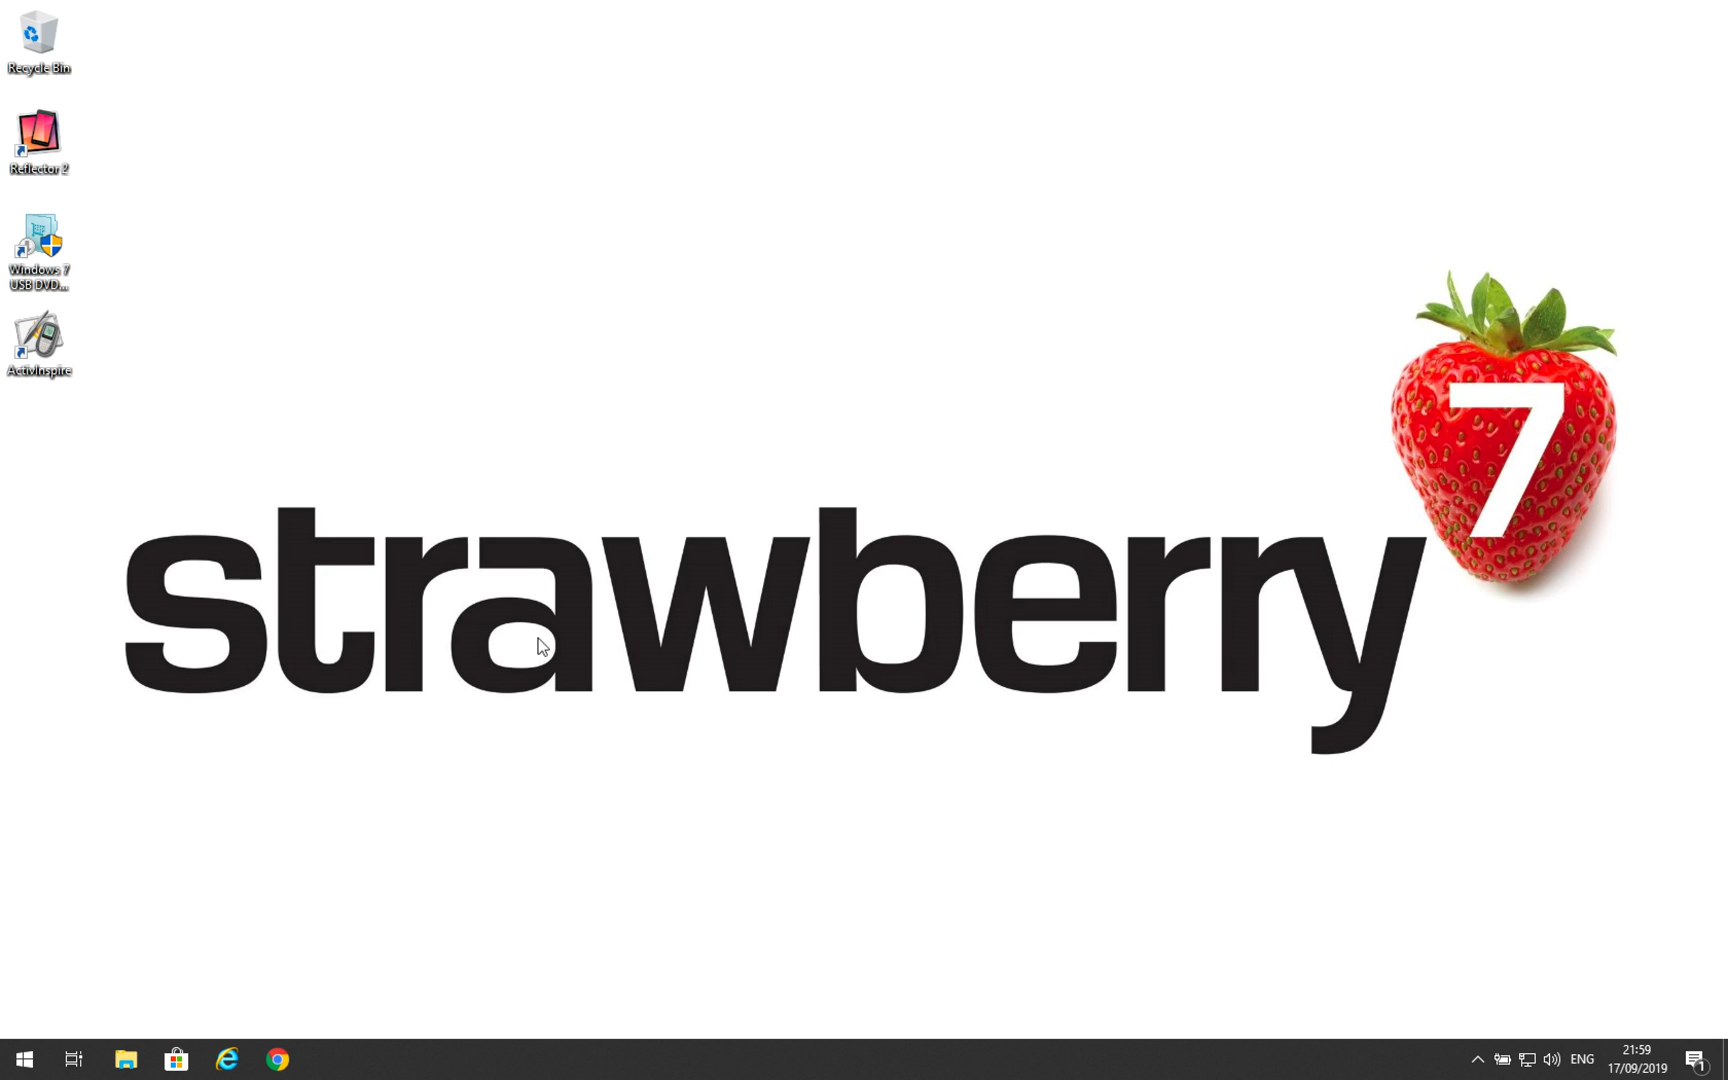 Recycle Bin
Reflector 2
Windows 7
USB DVD...
ActivInspire
7
strawberry
ENG
21:59
17/09/2019
1